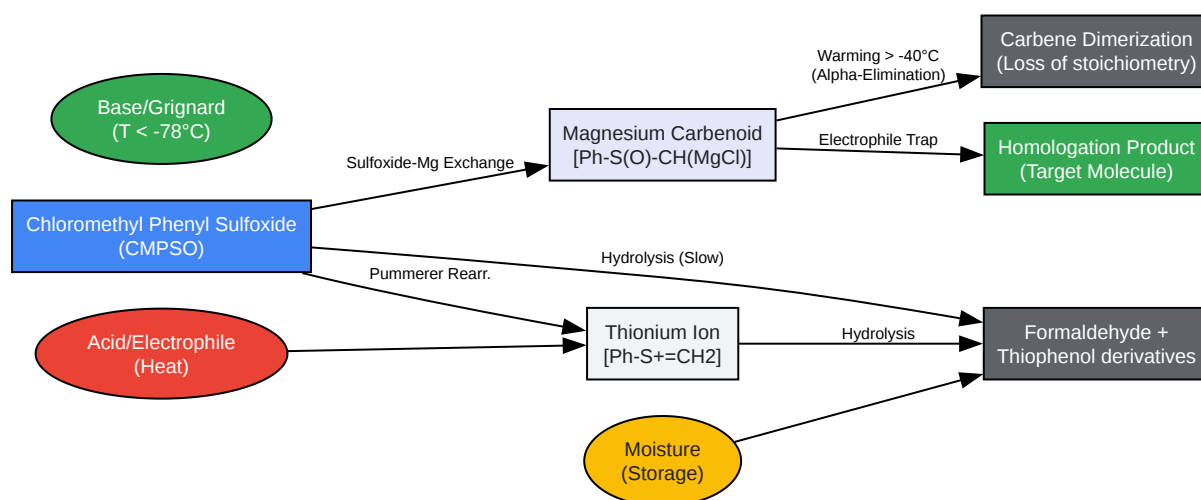 Base/Grignard
(T < -78°C)
Chloromethyl Phenyl Sulfoxide
(CMPSO)
Acid/Electrophile
(Heat)
Sulfoxide-Mg Exchange
Pummerer Rearr.
Hydrolysis (Slow)
Magnesium Carbenoid
[Ph-S(O)-CH(MgCl)]
Thionium Ion
[Ph-S+=CH2]
Moisture
(Storage)
Warming > -40°C
(Alpha-Elimination)
Electrophile Trap
Hydrolysis
Carbene Dimerization
(Loss of stoichiometry)
Homologation Product
(Target Molecule)
Formaldehyde +
Thiophenol derivatives